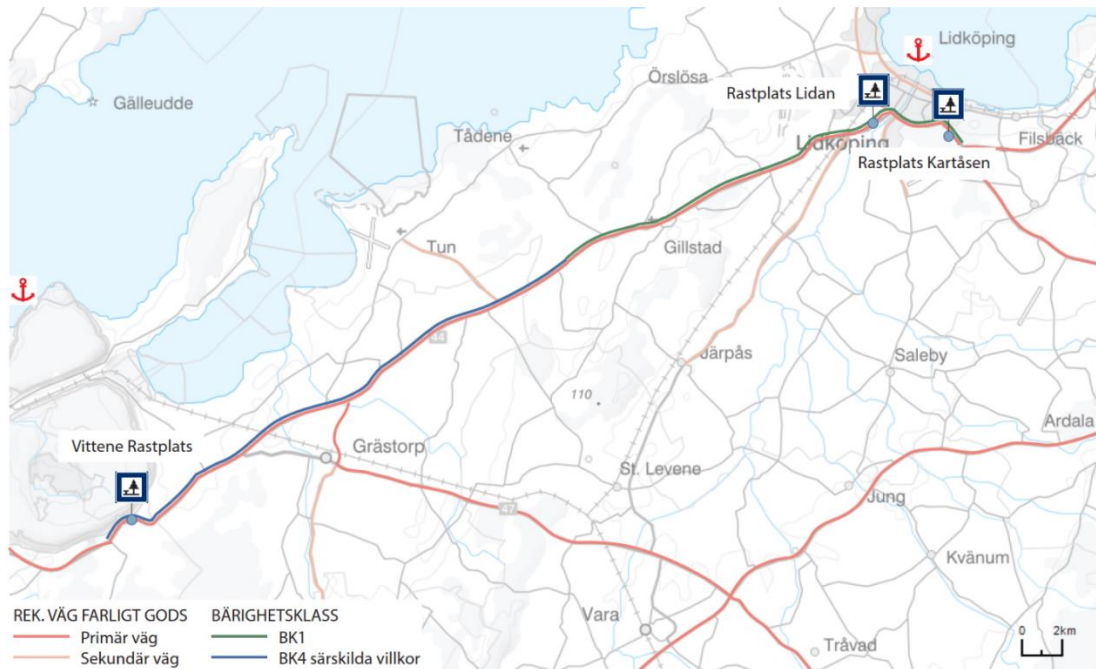 Lidköping
Örslösa
Rastplats Lidan
Gälleudde
Tådene
Lidköping
Filsbäck
Rastplats Kartåsen
Tun
Gillstad
44
Järpås
Saleby
110
Ardala
Vittene Rastplats
Grästorp
St. Levene
Jung
47
Kvänum
Vara
Tråvad
REK. VÄG FARLIGT GODS
Primär väg
Sekundär väg
BÄRIGHETSKLASS
BK1
BK4 särskilda villkor
0 2km